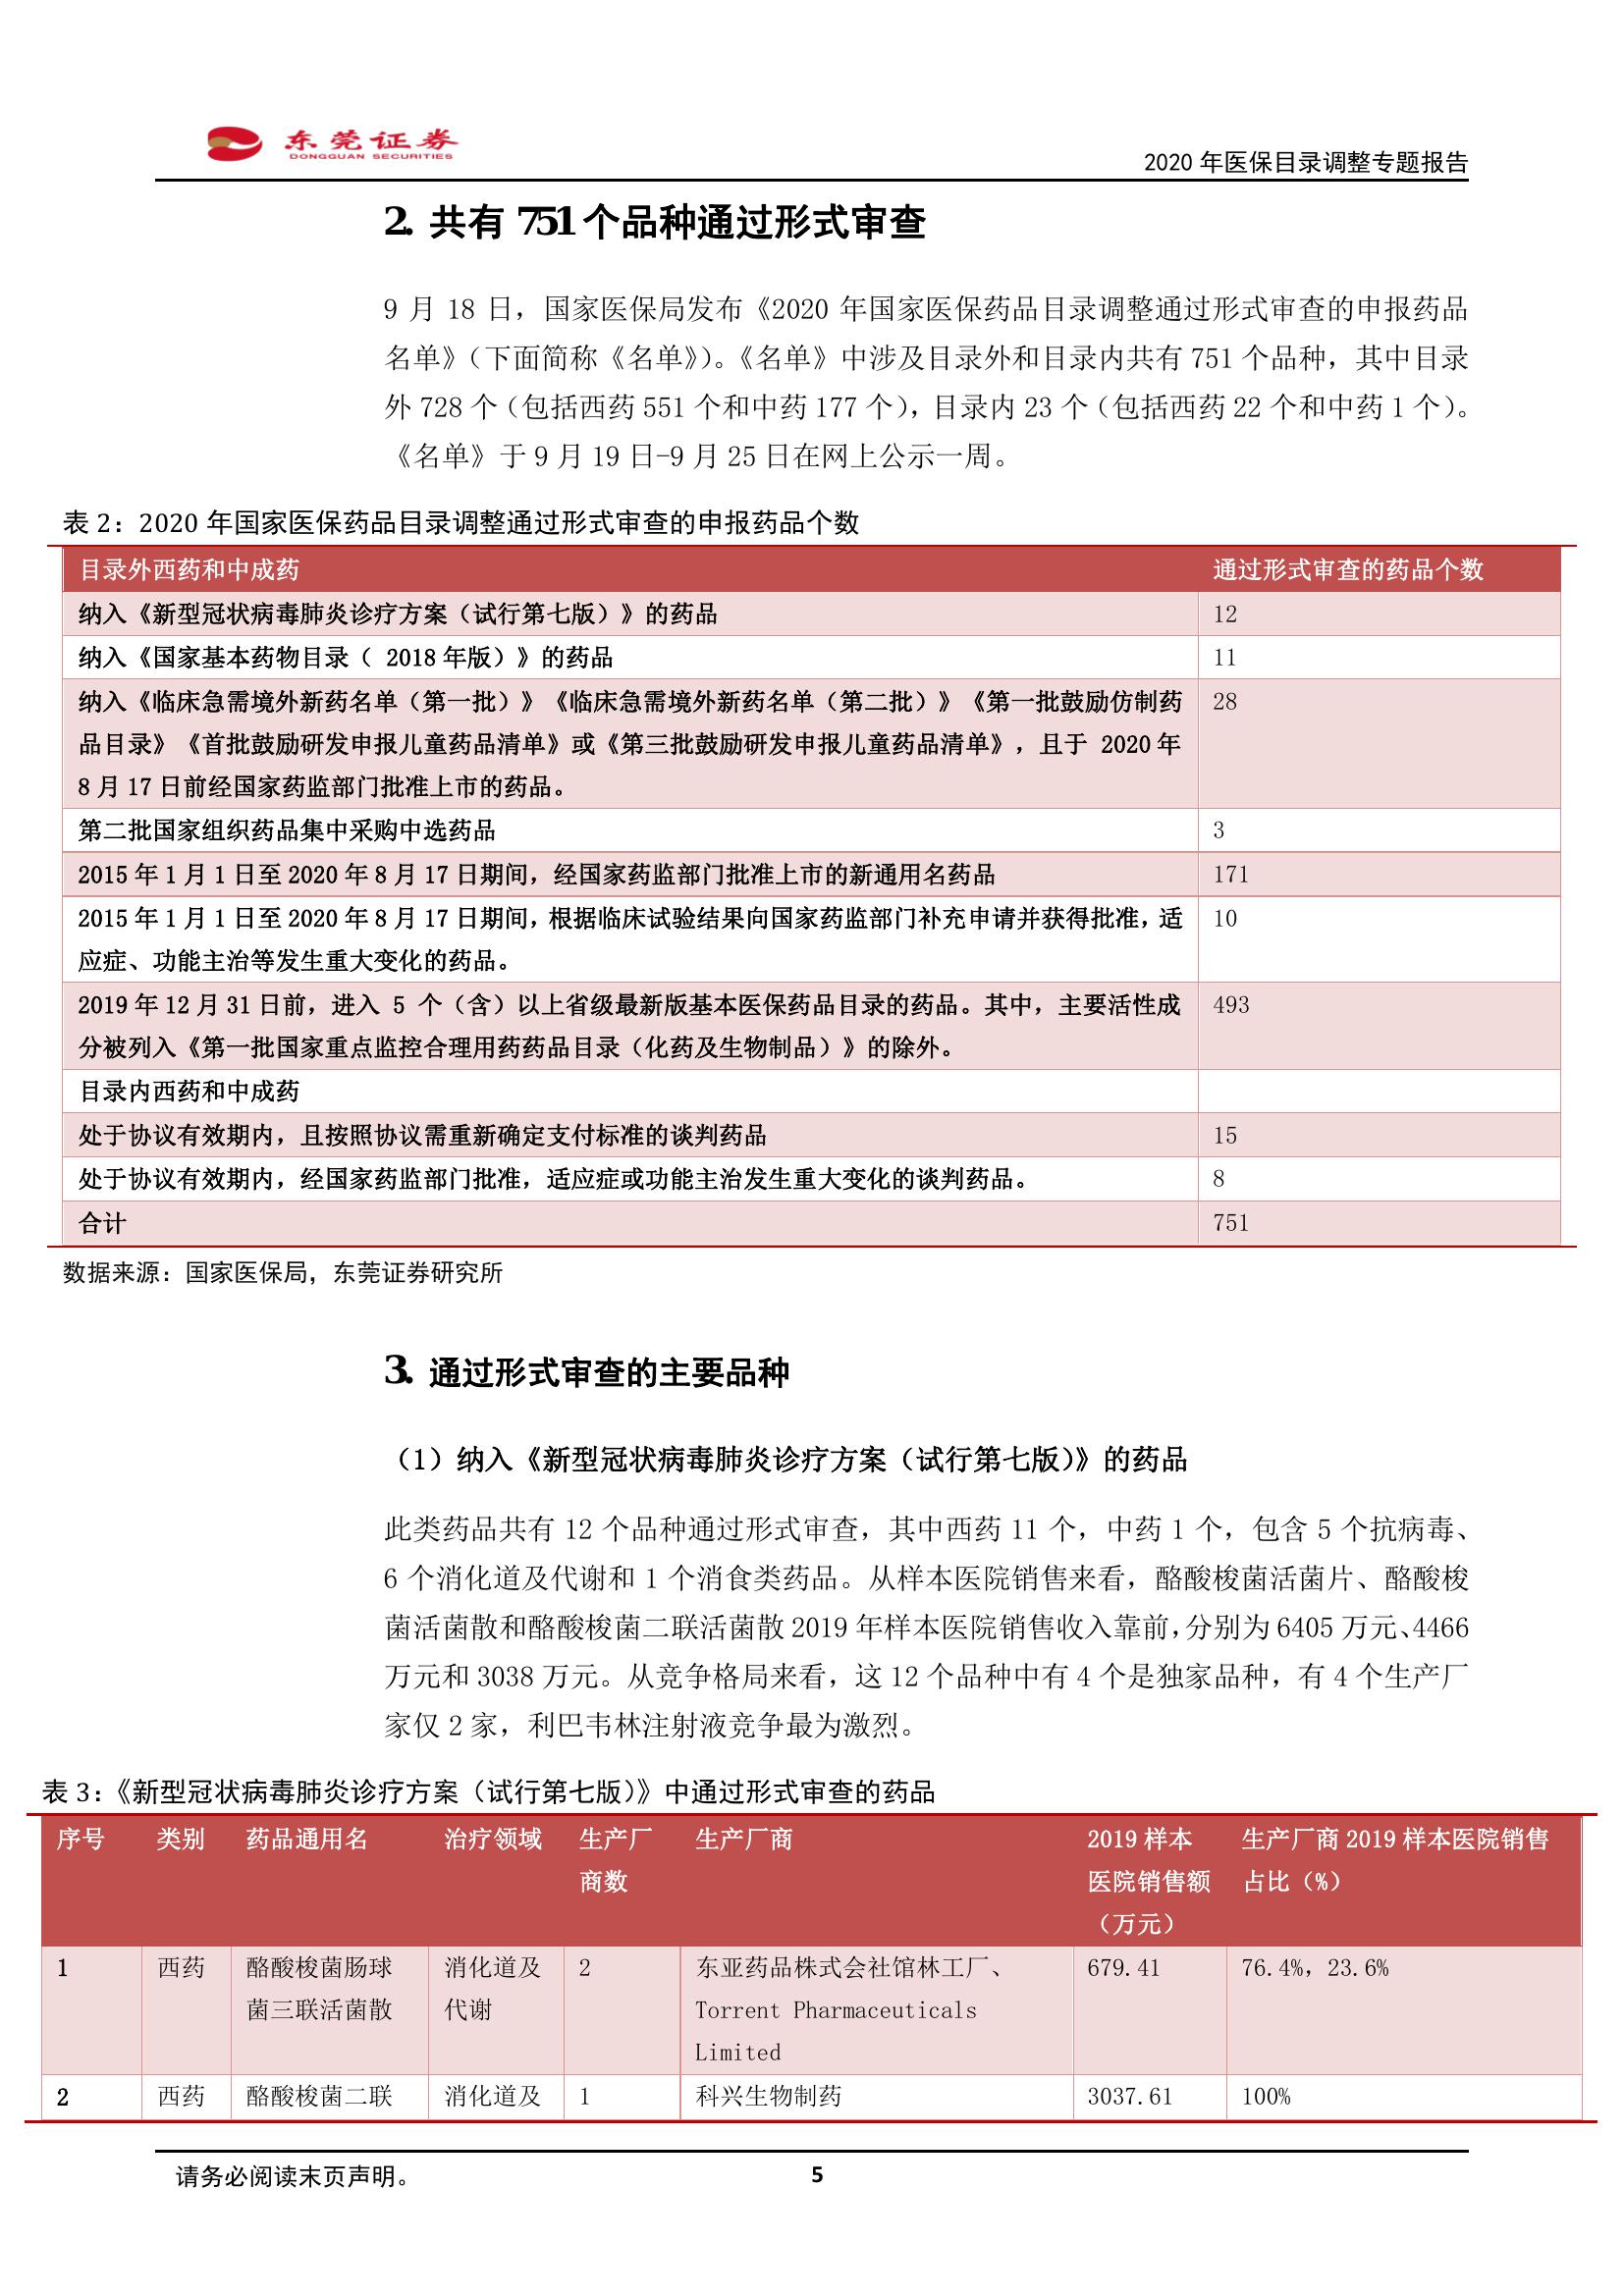 东莞证券
DONGGUAN SECURITIES
2020 年医保目录调整专题报告
2. 共有 751 个品种通过形式审查
9 月 18 日，国家医保局发布《2020 年国家医保药品目录调整通过形式审查的申报药品
名单》（下面简称《名单》）。《名单》中涉及目录外和目录内共有 751 个品种，其中目录
外 728 个（包括西药 551 个和中药 177 个），目录内 23 个（包括西药 22 个和中药 1 个）。
《名单》于 9 月 19 日-9 月 25 日在网上公示一周。
表 2：2020 年国家医保药品目录调整通过形式审查的申报药品个数
目录外西药和中成药 通过形式审查的药品个数
纳入《新型冠状病毒肺炎诊疗方案（试行第七版）》的药品 12
纳入《国家基本药物目录（ 2018 年版）》的药品 11
纳入《临床急需境外新药名单（第一批）》《临床急需境外新药名单（第二批）》《第一批鼓励仿制药 28
品目录》《首批鼓励研发申报儿童药品清单》或《第三批鼓励研发申报儿童药品清单》，且于 2020 年
8 月 17 日前经国家药监部门批准上市的药品。
第二批国家组织药品集中采购中选药品 3
2015 年 1 月 1 日至 2020 年 8 月 17 日期间，经国家药监部门批准上市的新通用名药品 171
2015 年 1 月 1 日至 2020 年 8 月 17 日期间，根据临床试验结果向国家药监部门补充申请并获得批准，适 10
应症、功能主治等发生重大变化的药品。
2019 年 12 月 31 日前，进入 5 个（含）以上省级最新版基本医保药品目录的药品。其中，主要活性成 493
分被列入《第一批国家重点监控合理用药药品目录（化药及生物制品）》的除外。
目录内西药和中成药
处于协议有效期内，且按照协议需重新确定支付标准的谈判药品 15
处于协议有效期内，经国家药监部门批准，适应症或功能主治发生重大变化的谈判药品。 8
合计 751
数据来源：国家医保局，东莞证券研究所
3. 通过形式审查的主要品种
（1）纳入《新型冠状病毒肺炎诊疗方案（试行第七版）》的药品
此类药品共有 12 个品种通过形式审查，其中西药 11 个，中药 1 个，包含 5 个抗病毒、
6 个消化道及代谢和 1 个消食类药品。从样本医院销售来看，酪酸梭菌活菌片、酪酸梭
菌活菌散和酪酸梭菌二联活菌散 2019 年样本医院销售收入靠前，分别为 6405 万元、4466
万元和 3038 万元。从竞争格局来看，这 12 个品种中有 4 个是独家品种，有 4 个生产厂
家仅 2 家，利巴韦林注射液竞争最为激烈。
表 3：《新型冠状病毒肺炎诊疗方案（试行第七版）》中通过形式审查的药品
序号 类别 药品通用名 治疗领域 生产厂 生产厂商 2019 样本 生产厂商 2019 样本医院销售
商数 医院销售额 占比（%）
（万元）
1 西药 酪酸梭菌肠球 消化道及 2 东亚药品株式会社馆林工厂、 679.41 76.4%，23.6%
菌三联活菌散 代谢 Torrent Pharmaceuticals
Limited
2 西药 酪酸梭菌二联 消化道及 1 科兴生物制药 3037.61 100%
请务必阅读末页声明。 5